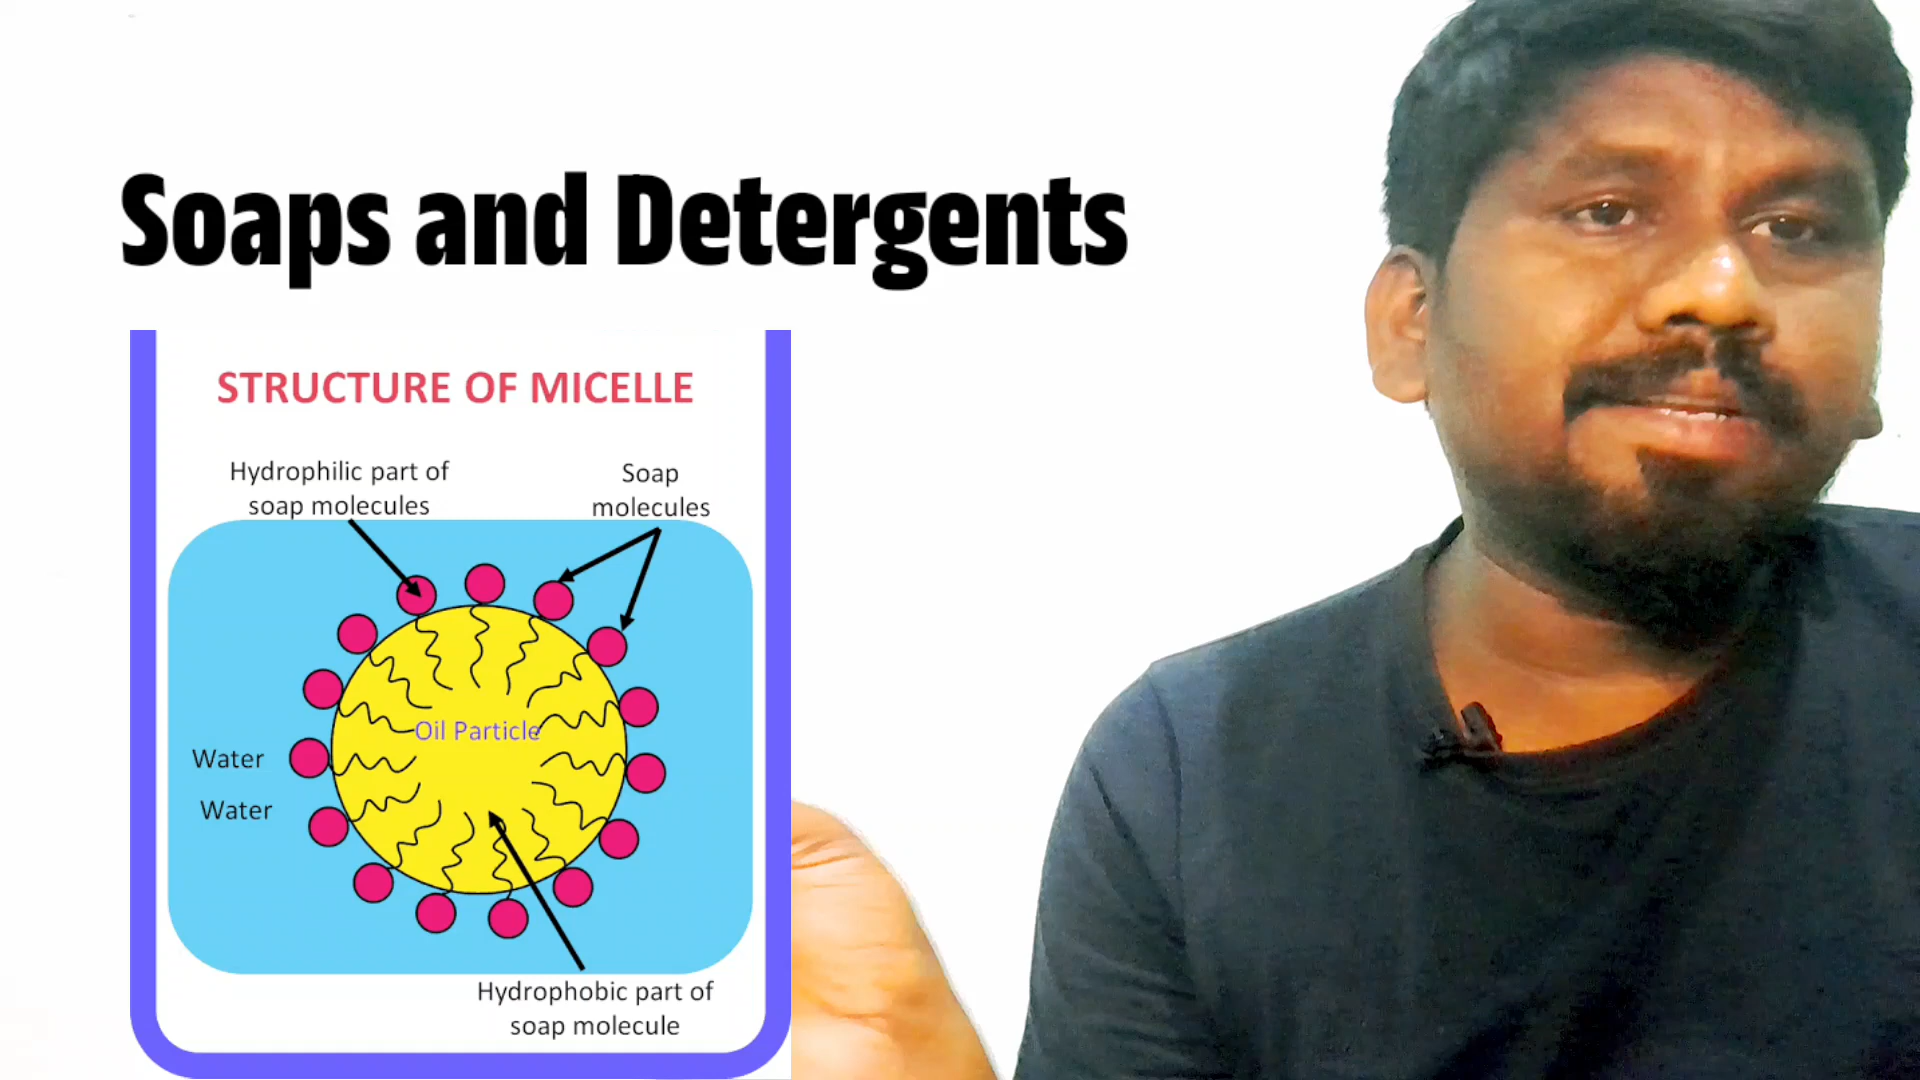 Soaps and Detergents
STRUCTURE OF MICELLE
Hydrophilic part of
soap molecules
Soap
molecules
Oil Particle
Water
Water
Hydrophobic part of
soap molecule